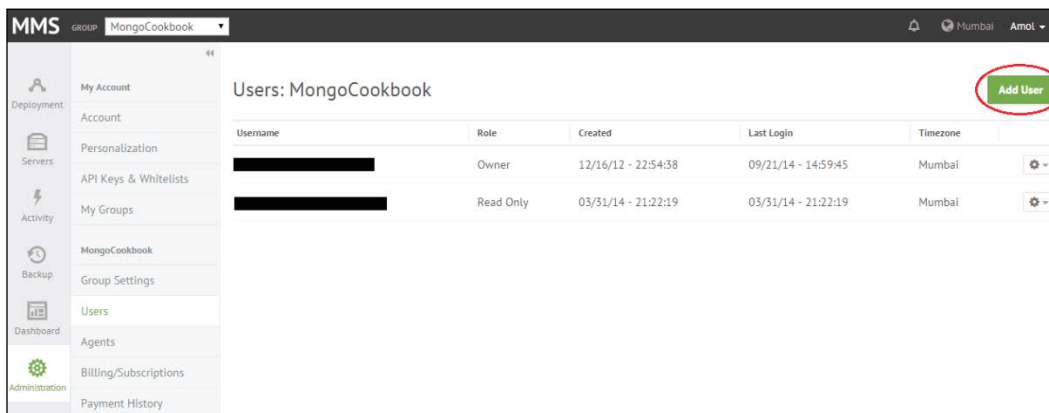 MMS GROUP MongoCookbook Mumbai Amol
Deployment
Servers
Activity
Backup
Dashboard
Administration
My Account
Account
Personalization
API Keys & Whitelists
My Groups
MongoCookbook
Group Settings
Users
Agents
Billing/Subscriptions
Payment History
Users: MongoCookbook
Add User
Username Role Created Last Login Timezone
Owner 12/16/12 - 22:54:38 09/21/14 - 14:59:45 Mumbai
Read Only 03/31/14 - 21:22:19 03/31/14 - 21:22:19 Mumbai